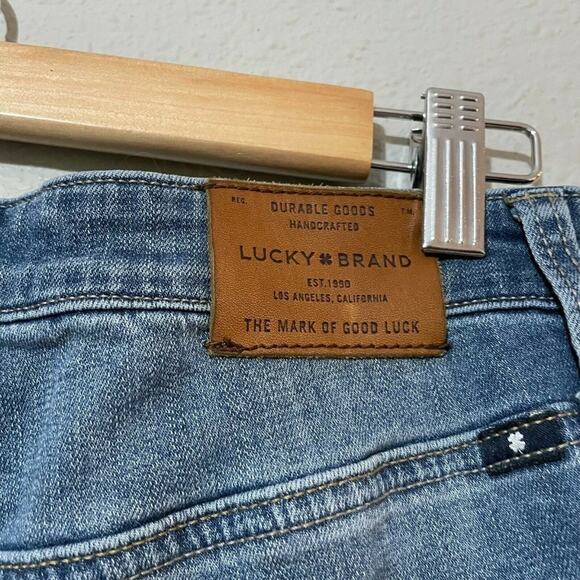 REG. DURABLE GOODS T.M.
HANDCRAFTED
LUCKY BRAND
EST.1990
LOS ANGELES, CALIFORNIA
THE MARK OF GOOD LUCK